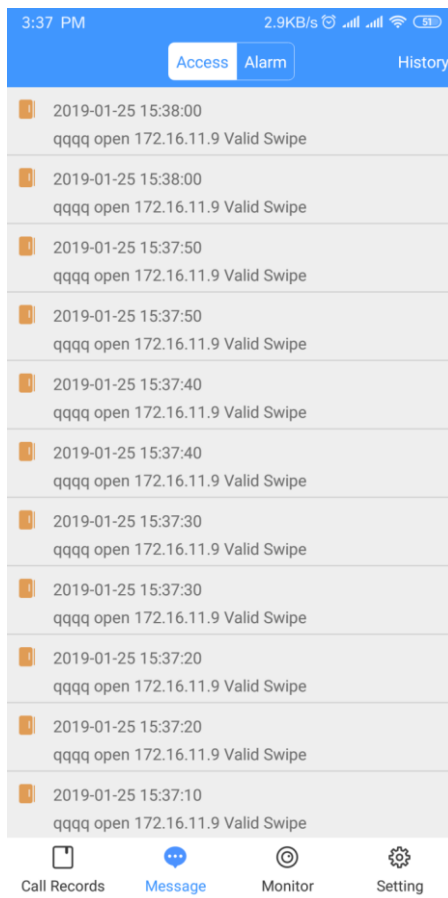 3:37 PM 2.9KB/s 51
Access Alarm History
2019-01-25 15:38:00
qqqq open 172.16.11.9 Valid Swipe
2019-01-25 15:38:00
qqqq open 172.16.11.9 Valid Swipe
2019-01-25 15:37:50
qqqq open 172.16.11.9 Valid Swipe
2019-01-25 15:37:50
qqqq open 172.16.11.9 Valid Swipe
2019-01-25 15:37:40
qqqq open 172.16.11.9 Valid Swipe
2019-01-25 15:37:40
qqqq open 172.16.11.9 Valid Swipe
2019-01-25 15:37:30
qqqq open 172.16.11.9 Valid Swipe
2019-01-25 15:37:30
qqqq open 172.16.11.9 Valid Swipe
2019-01-25 15:37:20
qqqq open 172.16.11.9 Valid Swipe
2019-01-25 15:37:20
qqqq open 172.16.11.9 Valid Swipe
2019-01-25 15:37:10
qqqq open 172.16.11.9 Valid Swipe
Call Records Message Monitor Setting